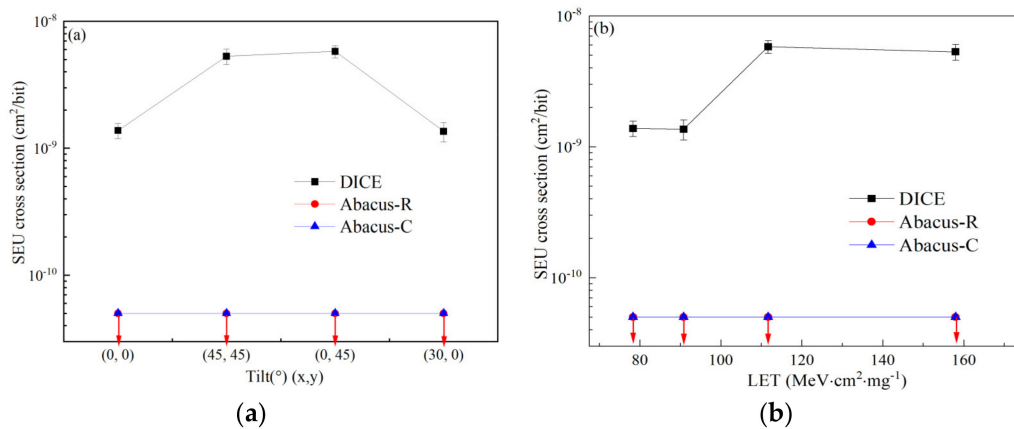 (a)
10⁻⁸
10⁻⁹
10⁻¹⁰
SEU cross section (cm²/bit)
DICE
Abacus-R
Abacus-C
(0, 0) (45, 45) (0, 45) (30, 0)
Tilt(°) (x,y)
(a)
(b)
10⁻⁸
10⁻⁹
10⁻¹⁰
SEU cross section (cm²/bit)
DICE
Abacus-R
Abacus-C
80 100 120 140 160
LET (MeV·cm²·mg⁻¹)
(b)